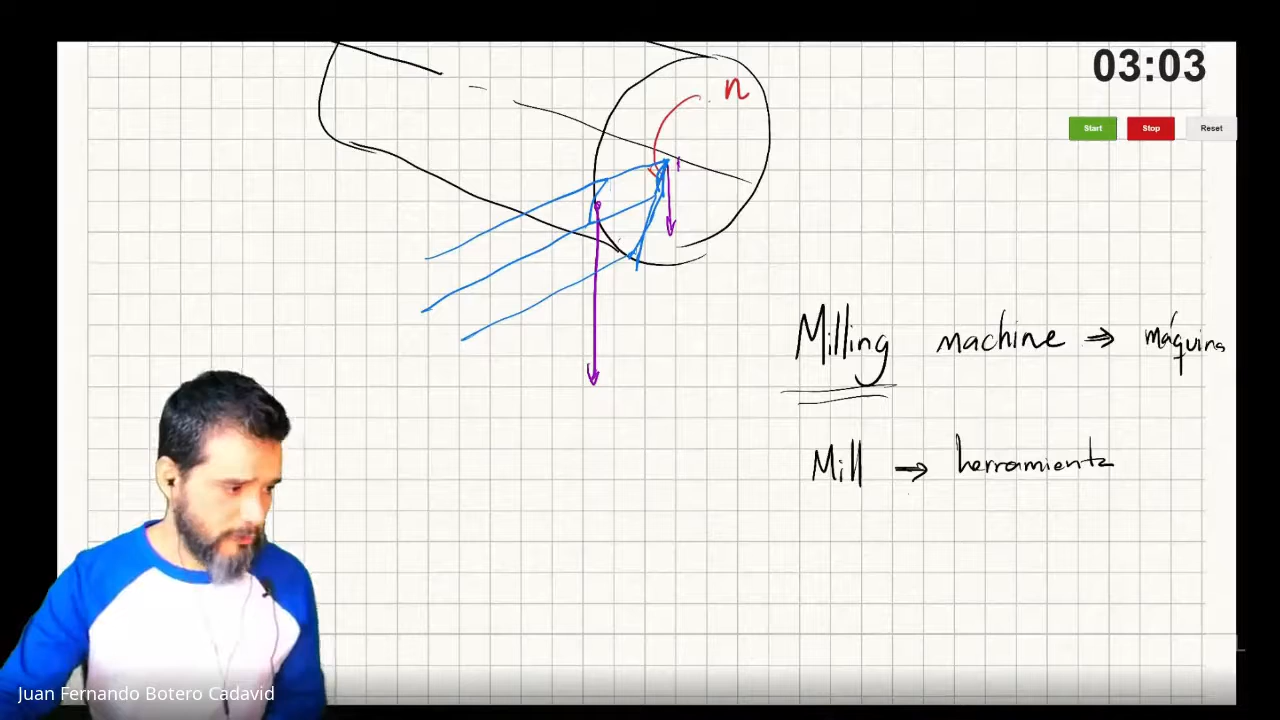 03:03
Start Stop Reset
n
Milling machine ⇒ máquina
Mill → herramienta
Juan Fernando Botero Cadavid